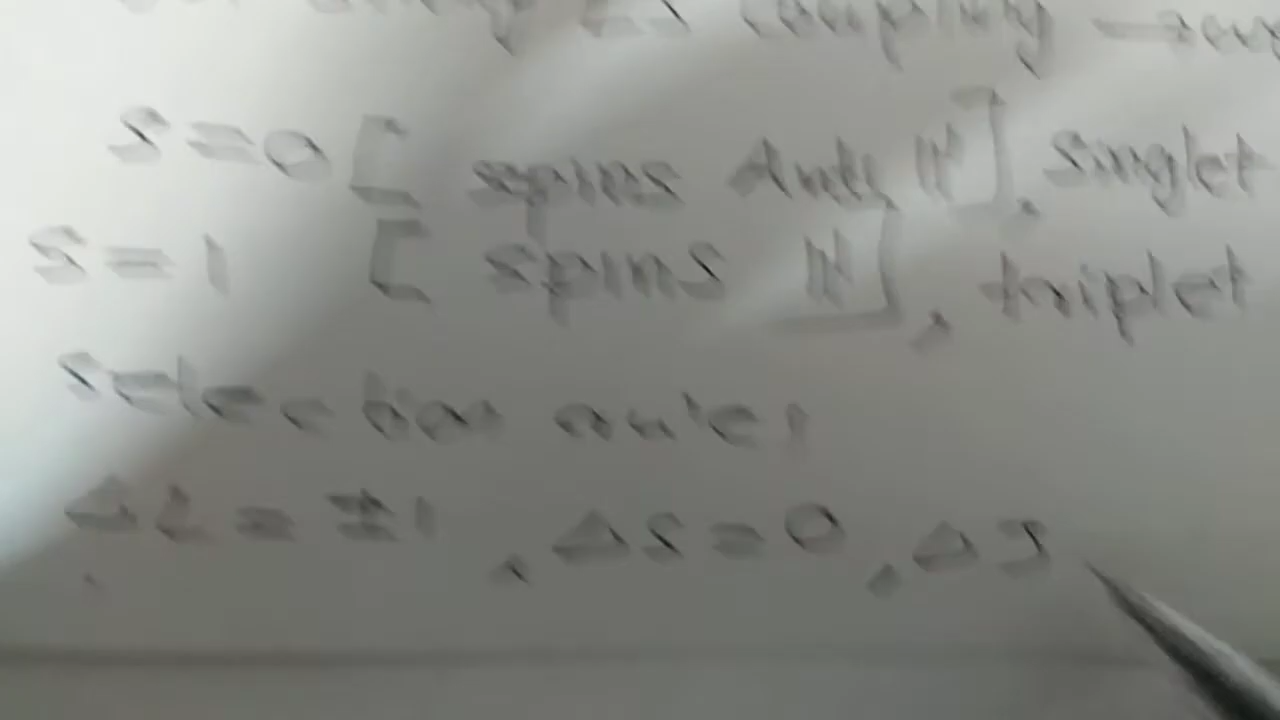 coupling →
S=0 [ spins Anti ||l ]. Singlet
S=1 [ spins ||l ]. triplet
Selection rule:
ΔL = ±1 , ΔS=0 , ΔJ